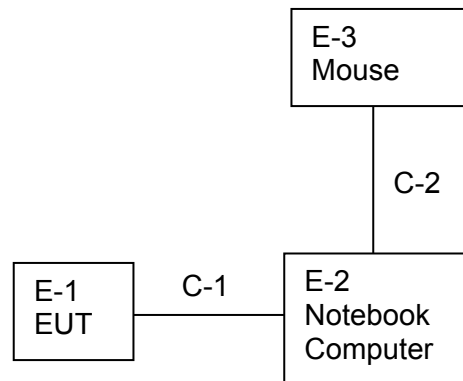 E-3
Mouse
C-2
E-1
EUT
C-1
E-2
Notebook
Computer